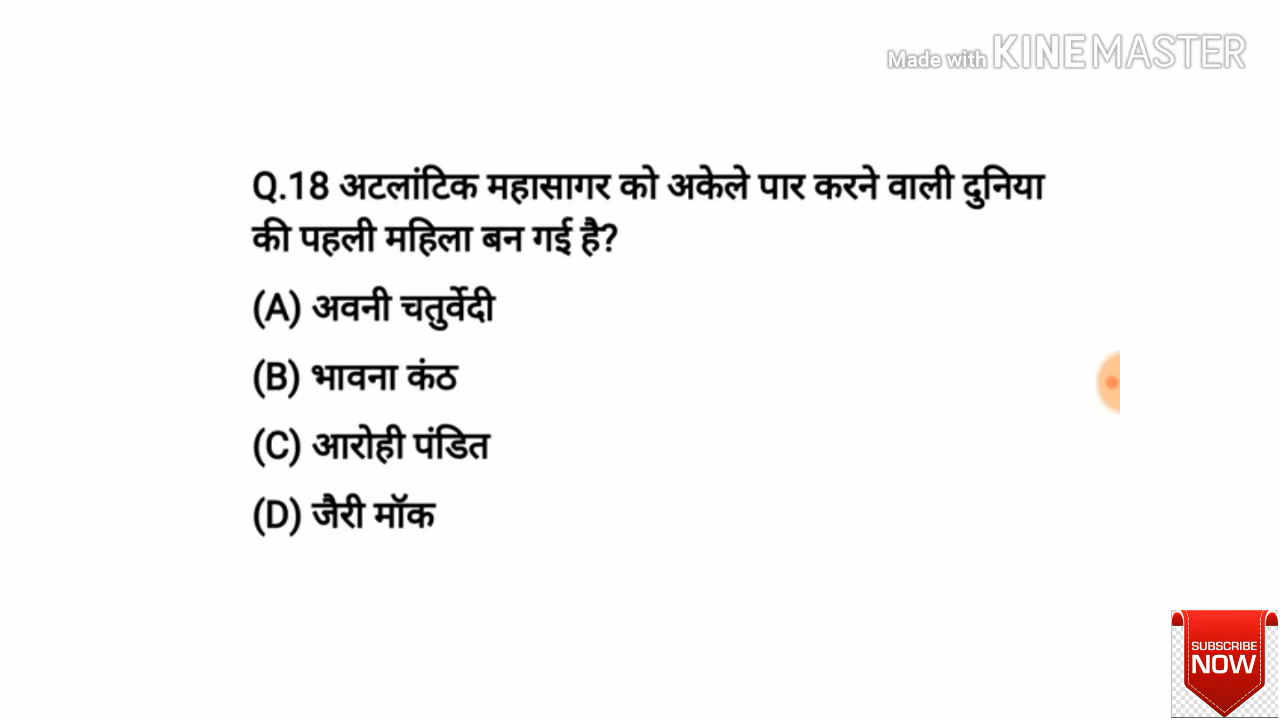 Made with KINEMASTER
Q.18 अटलांटिक महासागर को अकेले पार करने वाली दुनिया
की पहली महिला बन गई है?
(A) अवनी चतुर्वेदी
(B) भावना कंठ
(C) आरोही पंडित
(D) जैरी मॉक
SUBSCRIBE
NOW